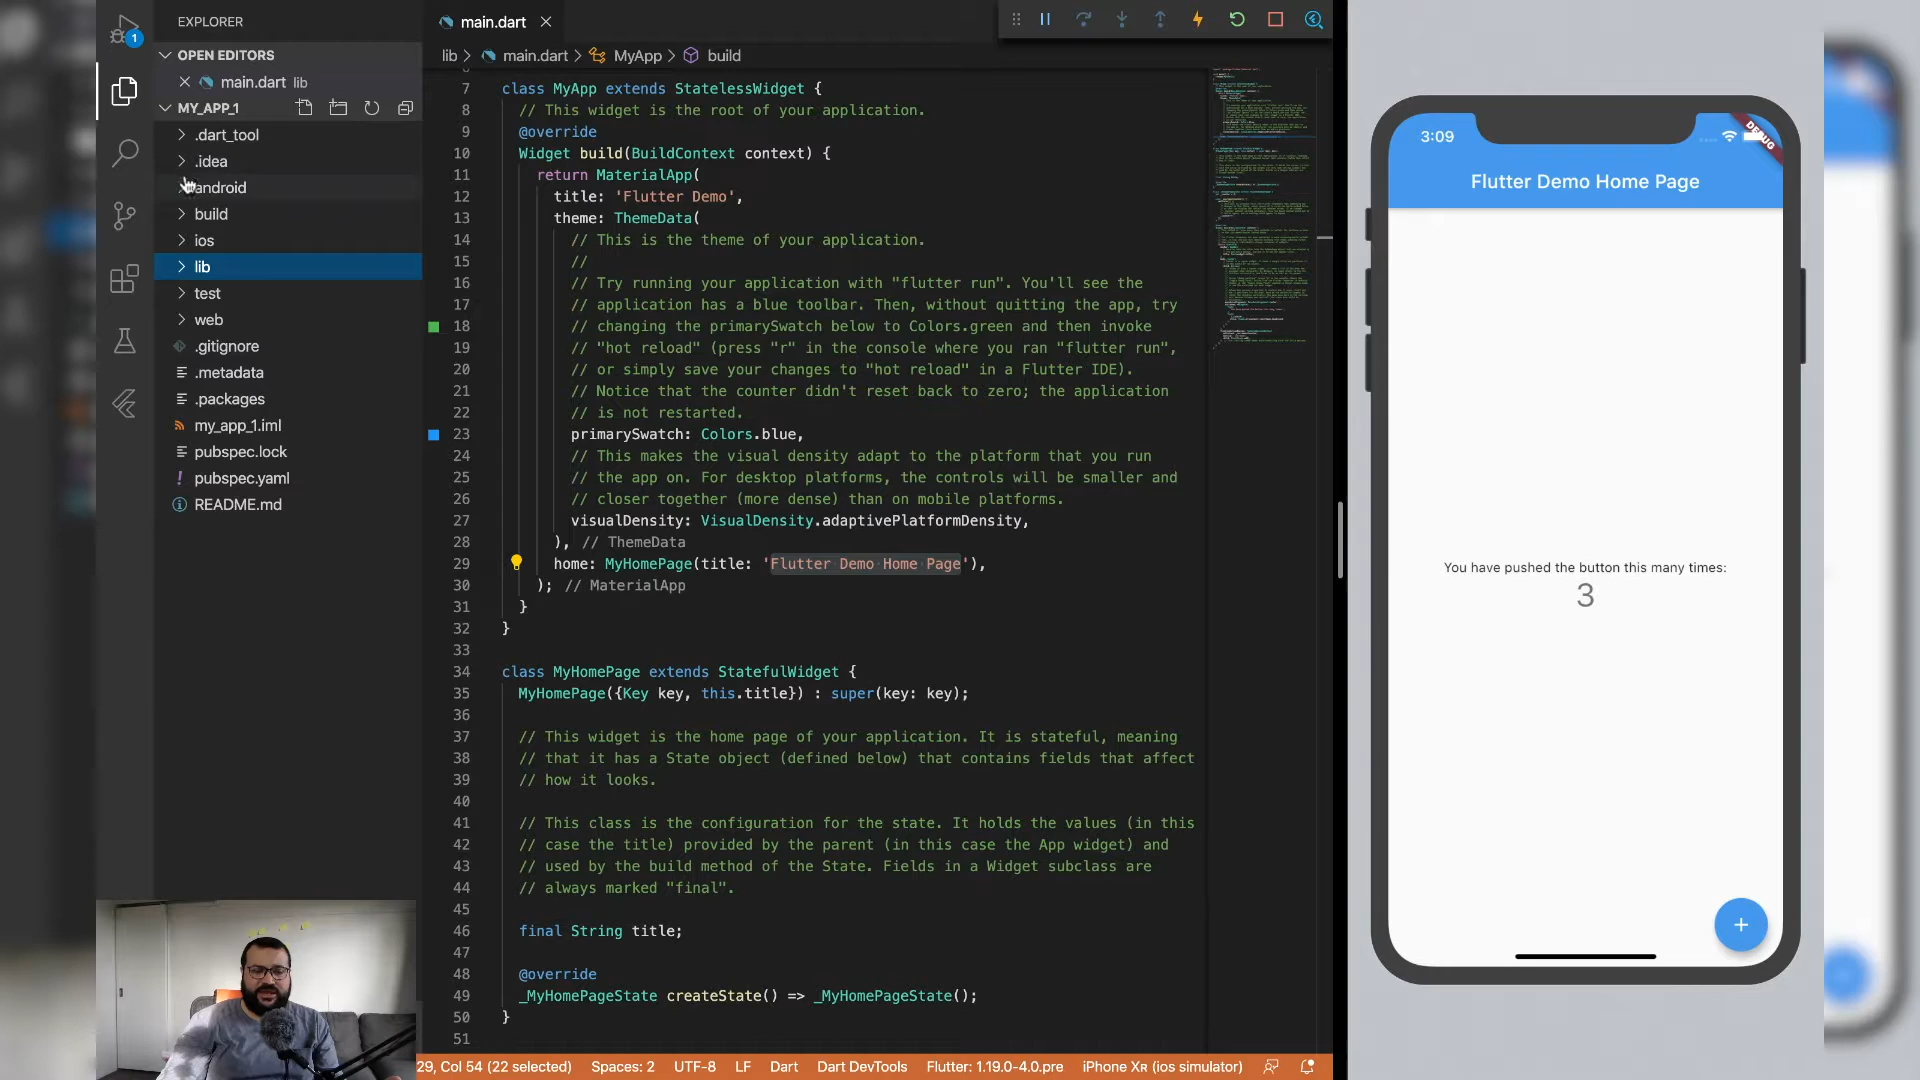 1
EXPLORER
OPEN EDITORS
main.dart lib
MY_APP_1
.dart_tool
.idea
android
build
ios
lib
test
web
.gitignore
.metadata
.packages
my_app_1.iml
pubspec.lock
pubspec.yaml
README.md
main.dart
lib > main.dart > MyApp > build
7 class MyApp extends StatelessWidget {
8 // This widget is the root of your application.
9 @override
10 Widget build(BuildContext context) {
11 return MaterialApp(
12 title: 'Flutter Demo',
13 theme: ThemeData(
14 // This is the theme of your application.
15 //
16 // Try running your application with "flutter run". You'll see the
17 // application has a blue toolbar. Then, without quitting the app, try
18 // changing the primarySwatch below to Colors.green and then invoke
19 // "hot reload" (press "r" in the console where you ran "flutter run",
20 // or simply save your changes to "hot reload" in a Flutter IDE).
21 // Notice that the counter didn't reset back to zero; the application
22 // is not restarted.
23 primarySwatch: Colors.blue,
24 // This makes the visual density adapt to the platform that you run
25 // the app on. For desktop platforms, the controls will be smaller and
26 // closer together (more dense) than on mobile platforms.
27 visualDensity: VisualDensity.adaptivePlatformDensity,
28 ), // ThemeData
29 home: MyHomePage(title: 'Flutter Demo Home Page'),
30 ); // MaterialApp
31 }
32 }
33
34 class MyHomePage extends StatefulWidget {
35 MyHomePage({Key key, this.title}) : super(key: key);
36
37 // This widget is the home page of your application. It is stateful, meaning
38 // that it has a State object (defined below) that contains fields that affect
39 // how it looks.
40
41 // This class is the configuration for the state. It holds the values (in this
42 // case the title) provided by the parent (in this case the App widget) and
43 // used by the build method of the State. Fields in a Widget subclass are
44 // always marked "final".
45
46 final String title;
47
48 @override
49 _MyHomePageState createState() => _MyHomePageState();
50 }
51
29, Col 54 (22 selected) Spaces: 2 UTF-8 LF Dart Dart DevTools Flutter: 1.19.0-4.0.pre iPhone XR (ios simulator)
3:09
DEBUG
Flutter Demo Home Page
You have pushed the button this many times:
3
+